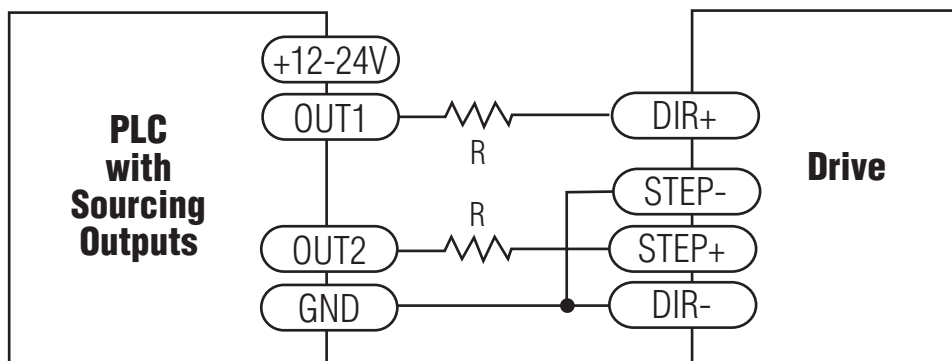 +12-24V
OUT1
R
DIR+
PLC
with
Sourcing
Outputs
STEP-
Drive
R
OUT2
STEP+
GND
DIR-